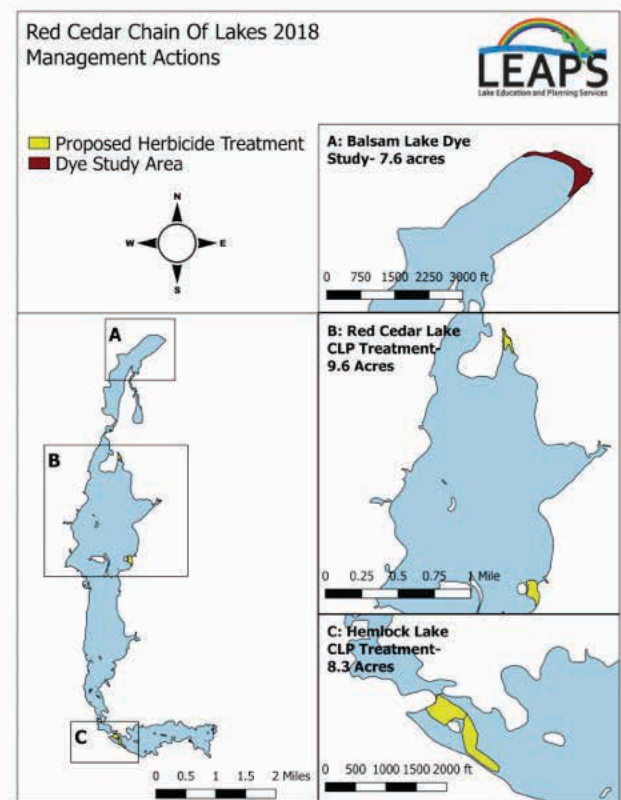 Red Cedar Chain Of Lakes 2018
Management Actions
LEAPS
Lake Education and Planning Services
Proposed Herbicide Treatment
Dye Study Area
N
W
E
S
A: Balsam Lake Dye
Study- 7.6 acres
0 750 1500 2250 3000 ft
A
B
C
0 0.5 1 1.5 2 Miles
B: Red Cedar Lake
CLP Treatment-
9.6 Acres
0 0.25 0.5 0.75 1 Mile
C: Hemlock Lake
CLP Treatment-
8.3 Acres
0 500 1000 1500 2000 ft